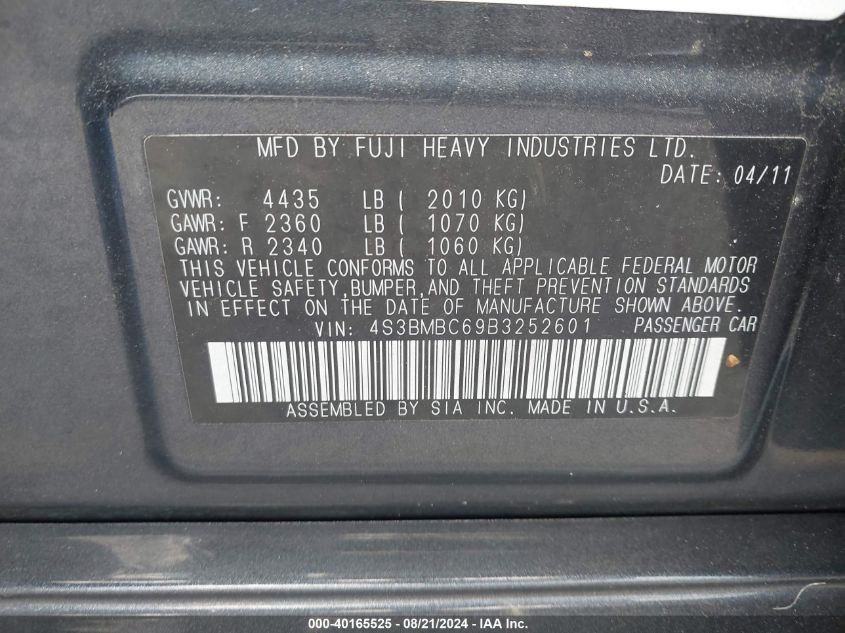 MFD BY FUJI HEAVY INDUSTRIES LTD.
DATE: 04/11
GVWR: 4435 LB ( 2010 KG)
GAWR: F 2360 LB ( 1070 KG)
GAWR: R 2340 LB ( 1060 KG)
THIS VEHICLE CONFORMS TO ALL APPLICABLE FEDERAL MOTOR
VEHICLE SAFETY,BUMPER,AND THEFT PREVENTION STANDARDS
IN EFFECT ON THE DATE OF MANUFACTURE SHOWN ABOVE.
VIN: 4S3BMBC69B3252601 PASSENGER CAR
ASSEMBLED BY SIA INC. MADE IN U.S.A.
000-40165525 - 08/21/2024 - IAA Inc.